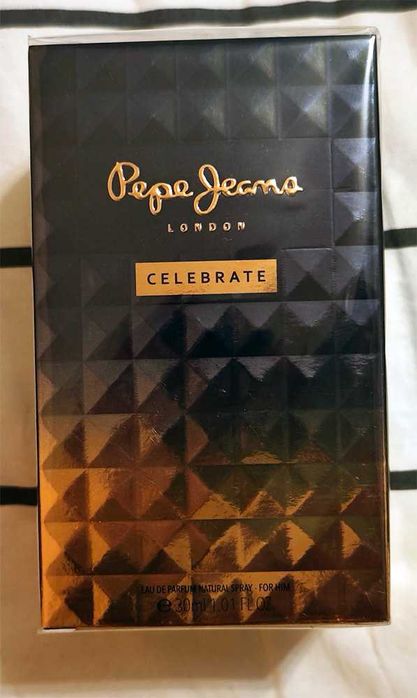 Pepe Jeans
LONDON
CELEBRATE
EAU DE PARFUM NATURAL SPRAY - FOR HIM
℮ 30ml 1.01 FL.OZ.